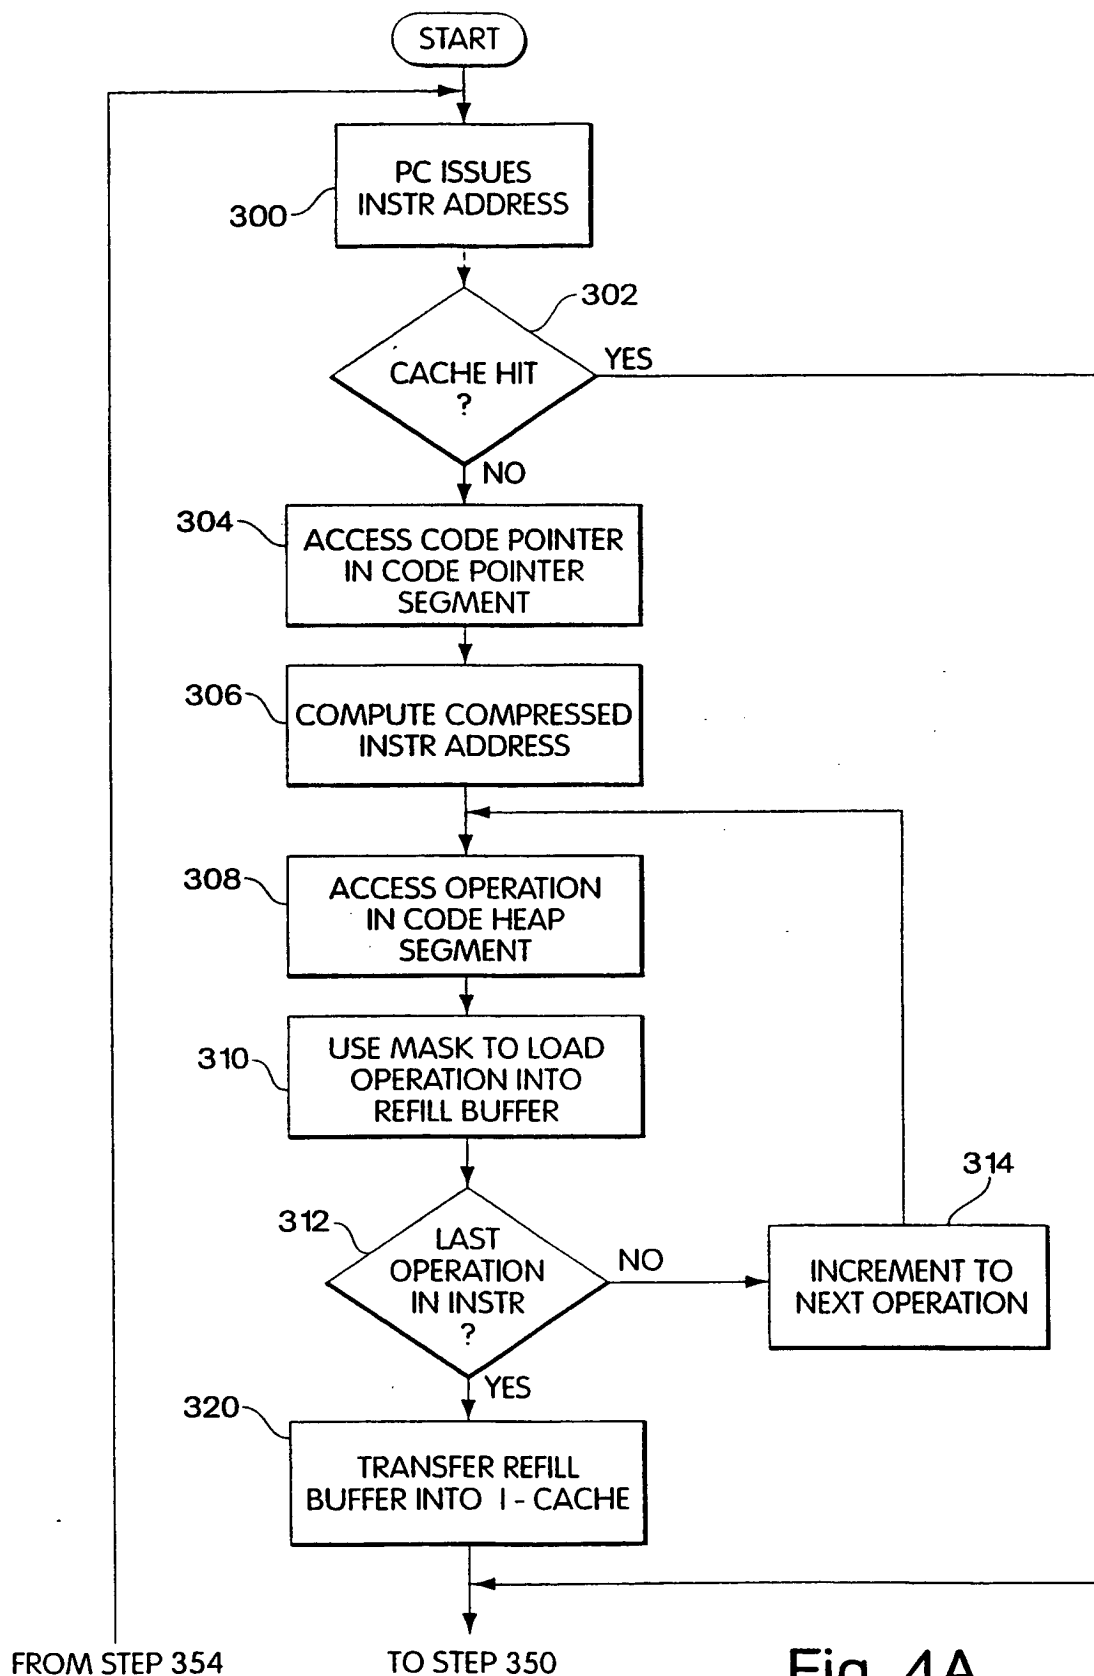 START
PC ISSUES
INSTR ADDRESS
300
302
CACHE HIT
?
YES
NO
304
ACCESS CODE POINTER
IN CODE POINTER
SEGMENT
306
COMPUTE COMPRESSED
INSTR ADDRESS
308
ACCESS OPERATION
IN CODE HEAP
SEGMENT
310
USE MASK TO LOAD
OPERATION INTO
REFILL BUFFER
312
LAST
OPERATION
IN INSTR
?
NO
314
INCREMENT TO
NEXT OPERATION
YES
320
TRANSFER REFILL
BUFFER INTO I - CACHE
FROM STEP 354
TO STEP 350
Fig. 4A